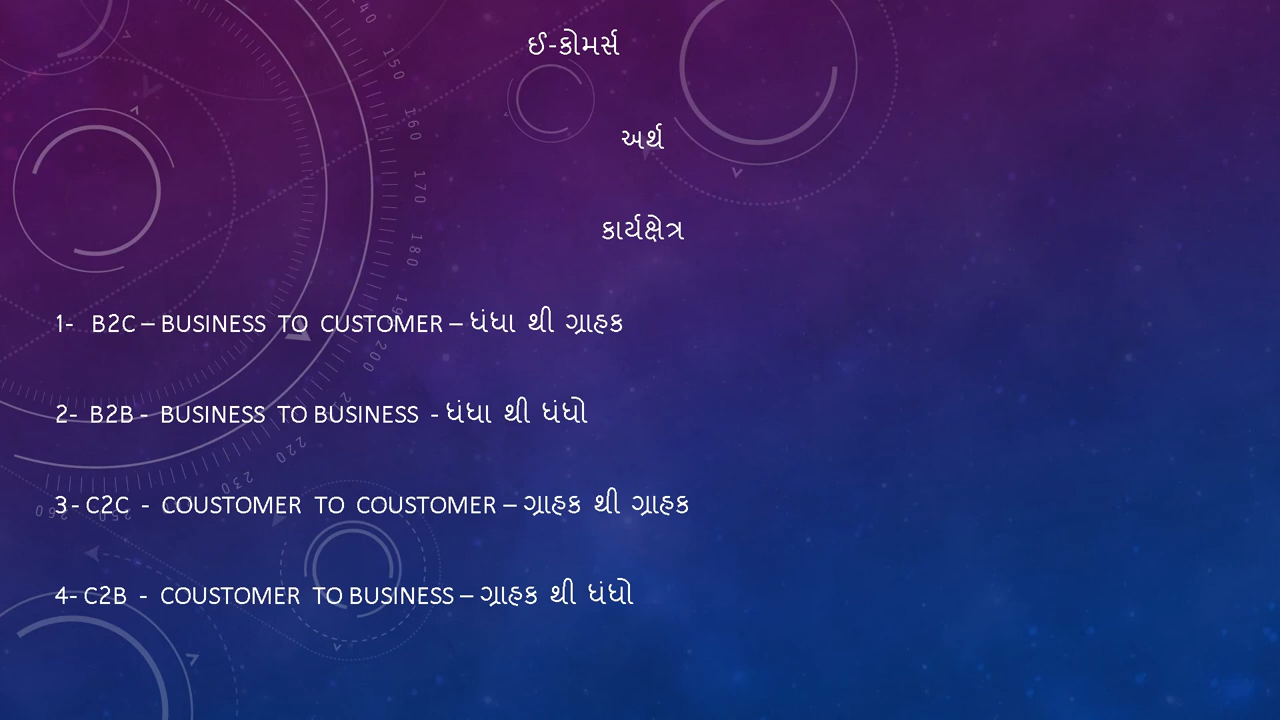 ઈ-કોમર્સ
અર્થ
કાર્યક્ષેત્ર
1- B2C – BUSINESS TO CUSTOMER – ધંધા થી ગ્રાહક
2- B2B - BUSINESS TO BUSINESS - ધંધા થી ધંધો
3- C2C - COUSTOMER TO COUSTOMER – ગ્રાહક થી ગ્રાહક
4- C2B - COUSTOMER TO BUSINESS – ગ્રાહક થી ધંધો